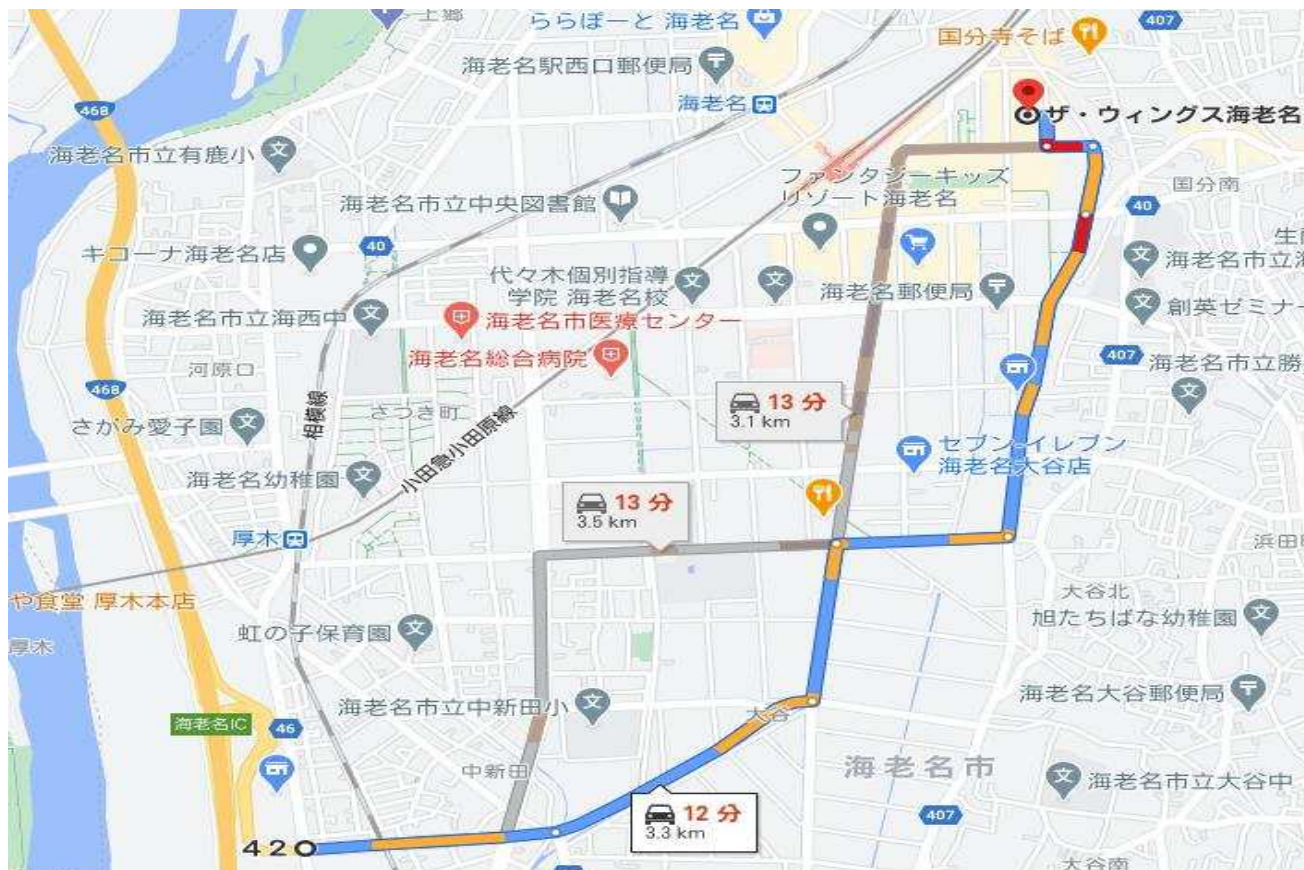 上郷
ららぽーと 海老名
407
国分寺そば
海老名駅西口郵便局
海老名
468
ザ・ウィングス海老名
海老名市立有鹿小
ファンタジーキッズ
リゾート海老名
国分南
海老名市立中央図書館
40
キコーナ海老名店
40
代々木個別指導
学院 海老名校
海老名郵便局
海老名市立海
海老名市立海西中
海老名市医療センター
創英ゼミナー
海老名総合病院
407
海老名市立勝
河原口
468
さつき町
13 分
3.1 km
さがみ愛子園
相模線
小田急小田原線
セブン-イレブン
海老名大谷店
海老名幼稚園
13 分
3.5 km
厚木
浜田町
や食堂 厚木本店
大谷北
旭たちばな幼稚園
虹の子保育園
厚木
海老名大谷郵便局
海老名市立中新田小
大谷
海老名IC
46
中新田
海老名市
海老名市立大谷中
12 分
3.3 km
407
420
大谷南